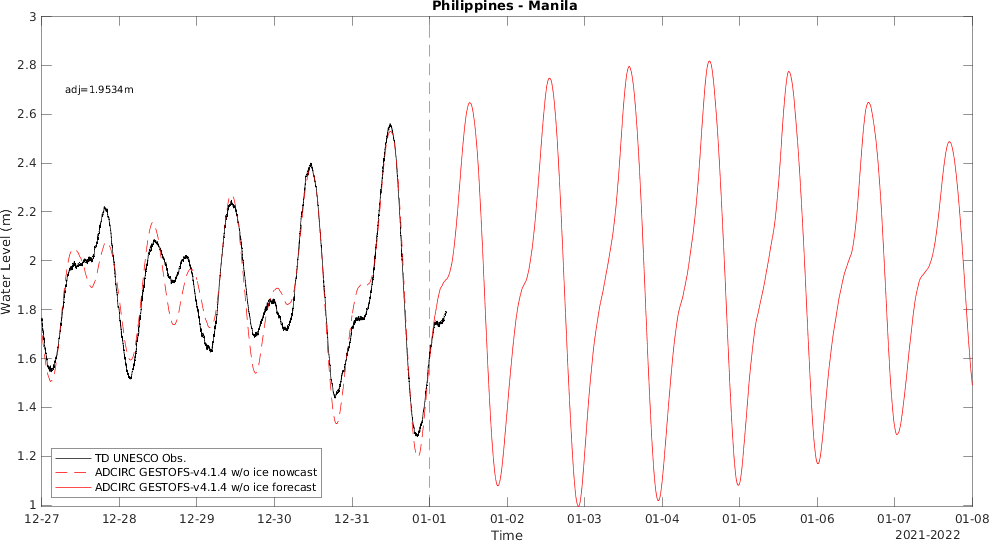 Philippines - Manila
adj=1.9534m
Water Level (m)
3
2.8
2.6
2.4
2.2
2
1.8
1.6
1.4
1.2
1
TD UNESCO Obs.
ADCIRC GESTOFS-v4.1.4 w/o ice nowcast
ADCIRC GESTOFS-v4.1.4 w/o ice forecast
12-27 12-28 12-29 12-30 12-31 01-01 01-02 01-03 01-04 01-05 01-06 01-07 01-08
Time
2021-2022